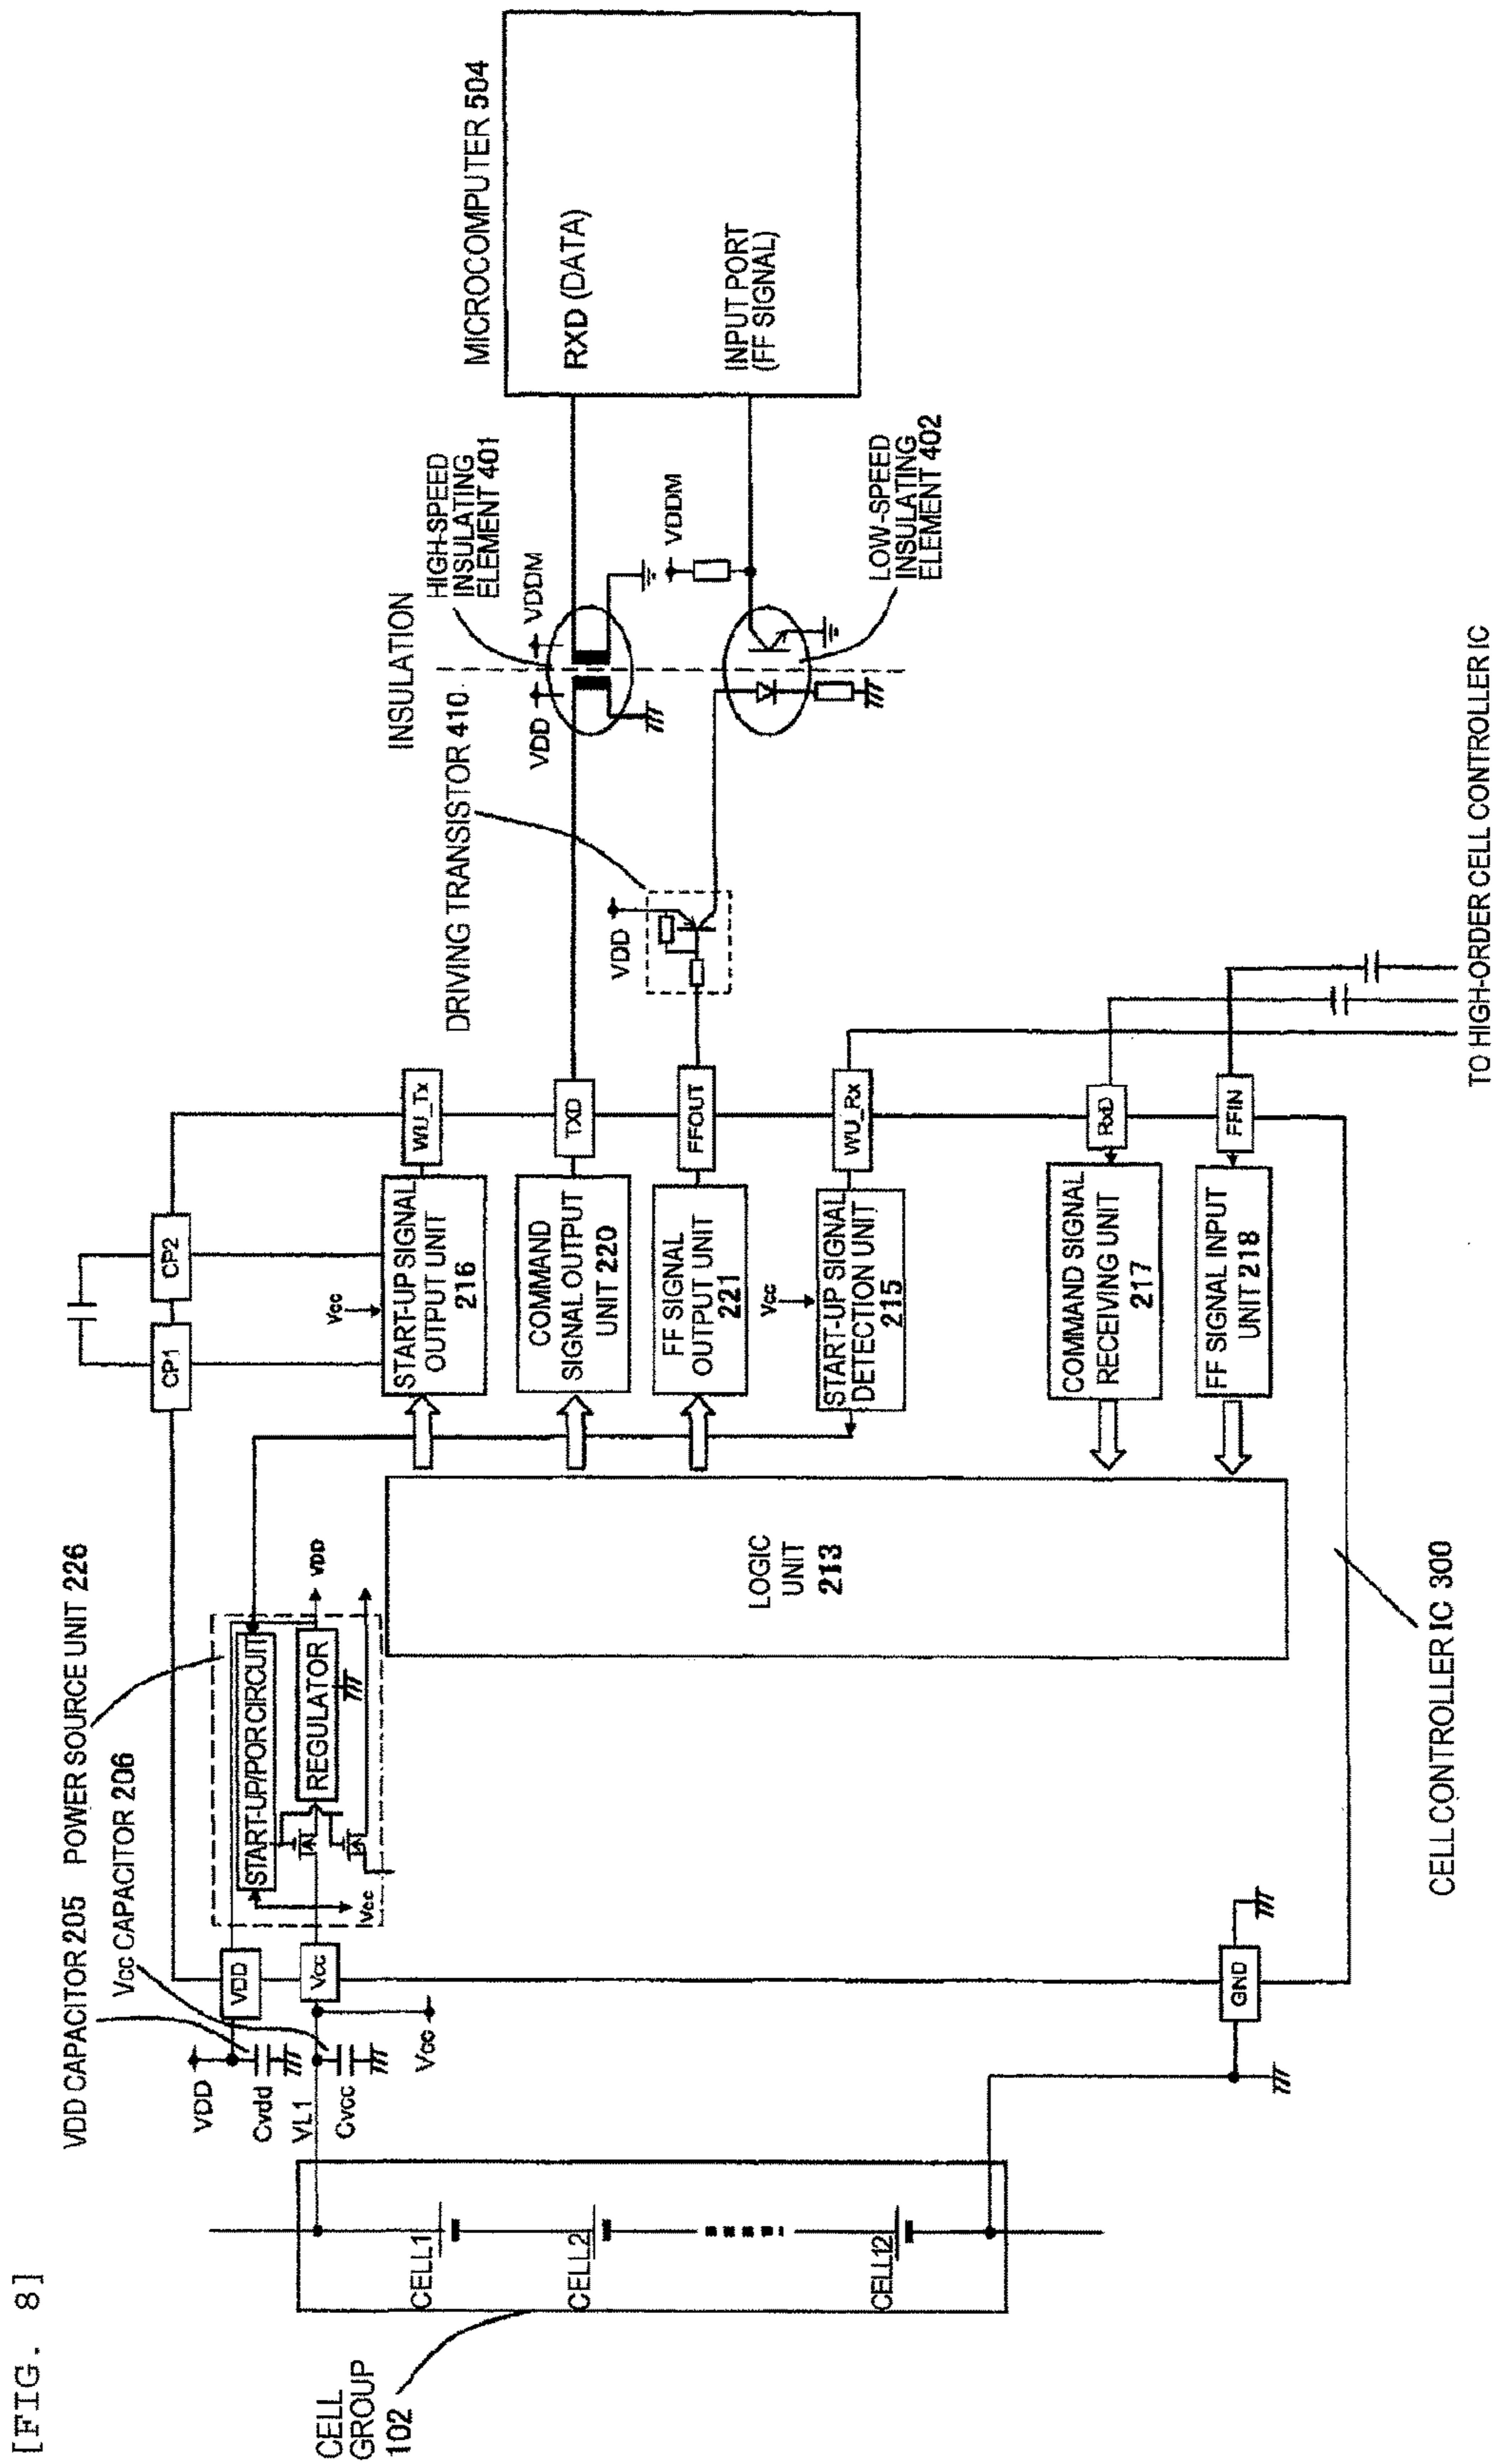 [FIG. 8]
VDD CAPACITOR 205
POWER SOURCE UNIT 226
Vcc CAPACITOR 206
CELL
GROUP
102
CELL1
CELL2
CELL12
VDD
Cvdd
VL1
Cvcc
Vcc
VDD
Vcc
GND
START-UP/POR CIRCUIT
REGULATOR
Vcc
VDD
LOGIC
UNIT
213
CELL CONTROLLER IC 300
CP1
CP2
Vcc
START-UP SIGNAL
OUTPUT UNIT
216
WU_Tx
COMMAND
SIGNAL OUTPUT
UNIT 220
TXD
FF SIGNAL
OUTPUT UNIT
221
FFOUT
Vcc
START-UP SIGNAL
DETECTION UNIT
215
WU_Rx
COMMAND SIGNAL
RECEIVING UNIT
217
RxD
FF SIGNAL INPUT
UNIT 218
FFIN
TO HIGH-ORDER CELL CONTROLLER IC
DRIVING TRANSISTOR 410
VDD
INSULATION
VDD
VDDM
HIGH-SPEED
INSULATING
ELEMENT 401
VDDM
LOW-SPEED
INSULATING
ELEMENT 402
MICROCOMPUTER 504
RXD (DATA)
INPUT PORT
(FF SIGNAL)